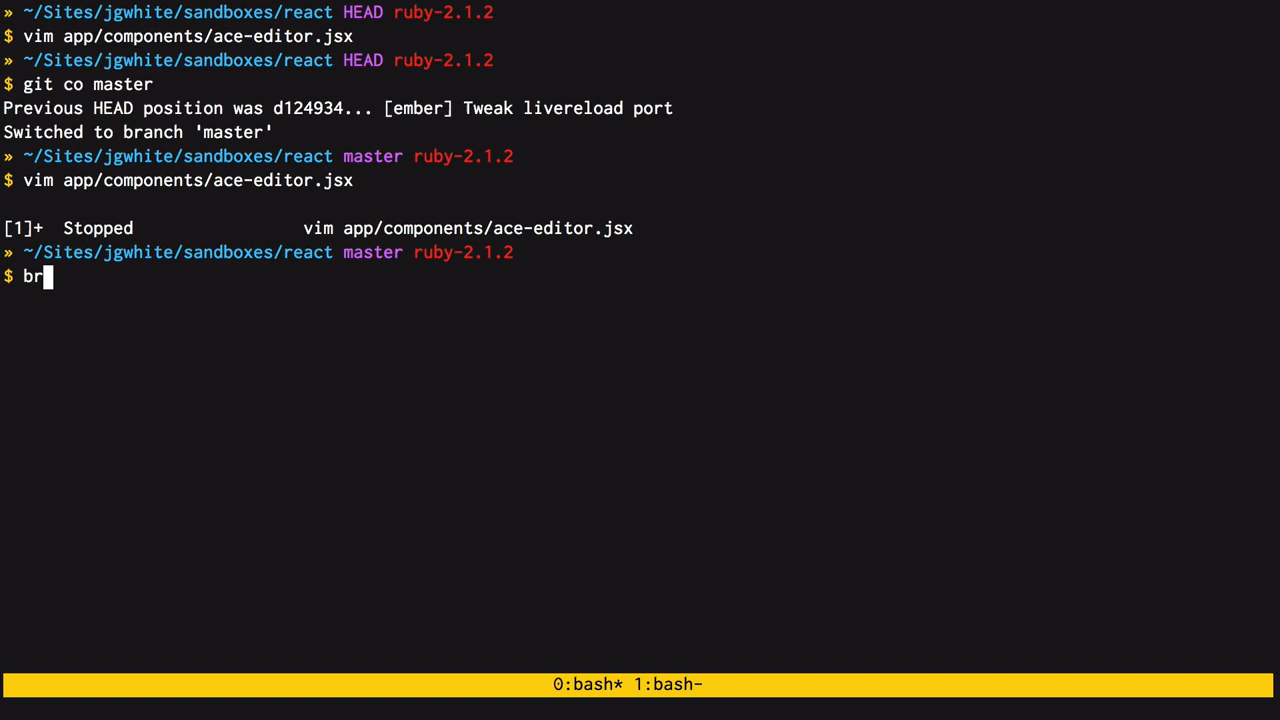 » ~/Sites/jgwhite/sandboxes/react HEAD ruby-2.1.2
$ vim app/components/ace-editor.jsx
» ~/Sites/jgwhite/sandboxes/react HEAD ruby-2.1.2
$ git co master
Previous HEAD position was d124934... [ember] Tweak livereload port
Switched to branch 'master'
» ~/Sites/jgwhite/sandboxes/react master ruby-2.1.2
$ vim app/components/ace-editor.jsx
[1]+  Stopped                 vim app/components/ace-editor.jsx
» ~/Sites/jgwhite/sandboxes/react master ruby-2.1.2
$ br
0:bash* 1:bash-